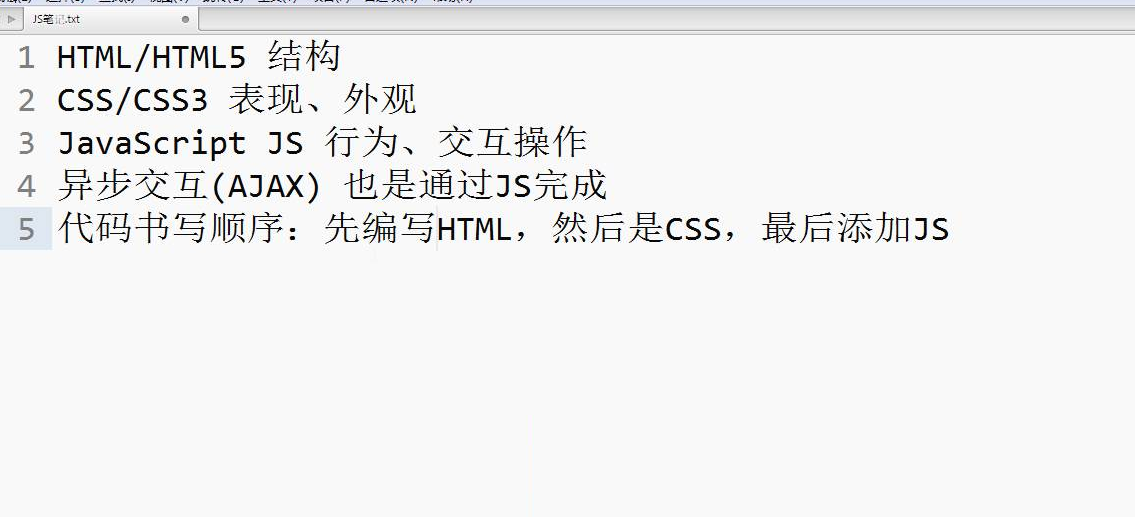 JS笔记.txt
1 HTML/HTML5 结构
2 CSS/CSS3 表现、外观
3 JavaScript JS 行为、交互操作
4 异步交互(AJAX) 也是通过JS完成
5 代码书写顺序：先编写HTML，然后是CSS，最后添加JS